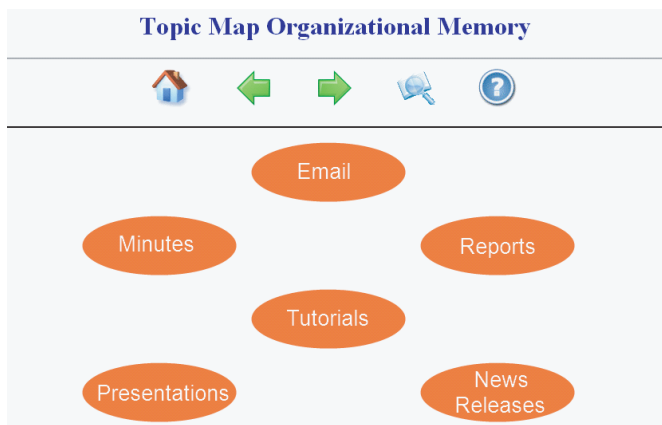 Topic Map Organizational Memory
?
Email
Minutes
Reports
Tutorials
Presentations
News
Releases